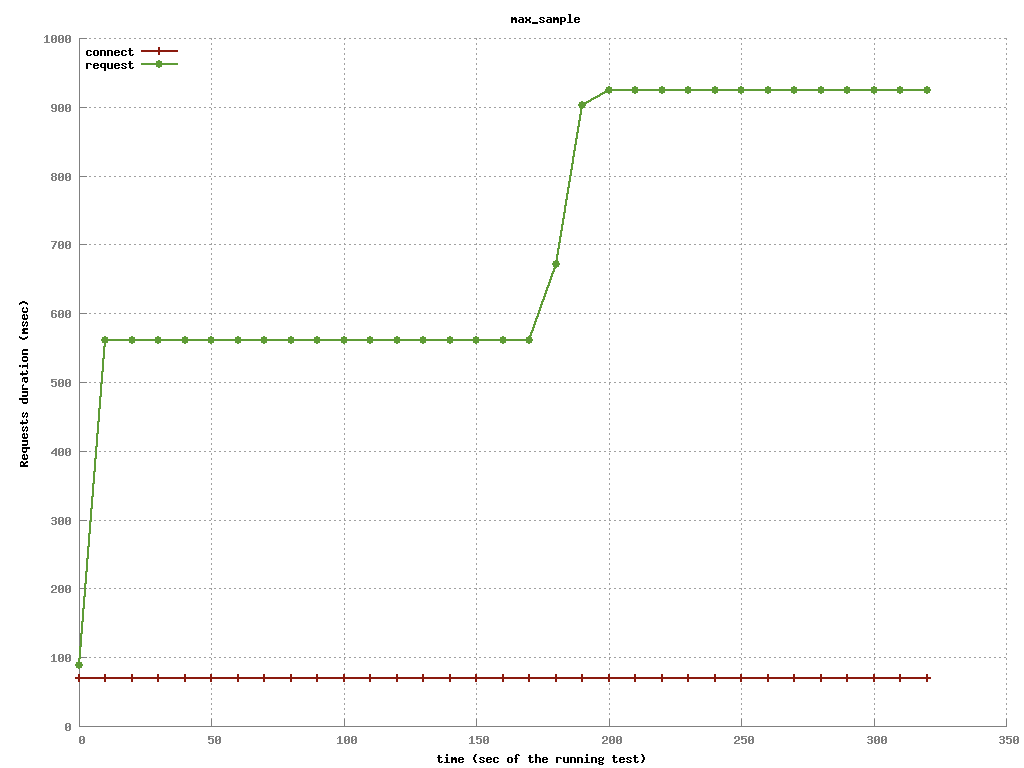 max_sample
1000
connect
request
900
800
700
600
500
400
300
200
100
0
Requests duration (msec)
0 50 100 150 200 250 300 350
time (sec of the running test)